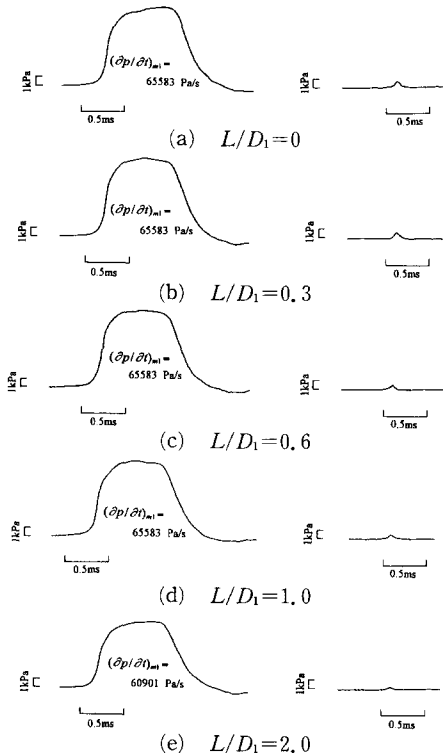 (∂p/∂t)m1=
65583 Pa/s
1kPa
1kPa
0.5ms
0.5ms
(a) L/D1=0
(∂p/∂t)m1=
65583 Pa/s
1kPa
1kPa
0.5ms
0.5ms
(b) L/D1=0.3
(∂p/∂t)m1=
65583 Pa/s
1kPa
1kPa
0.5ms
0.5ms
(c) L/D1=0.6
(∂p/∂t)m1=
65583 Pa/s
1kPa
1kPa
0.5ms
0.5ms
(d) L/D1=1.0
(∂p/∂t)m1=
60901 Pa/s
1kPa
1kPa
0.5ms
0.5ms
(e) L/D1=2.0